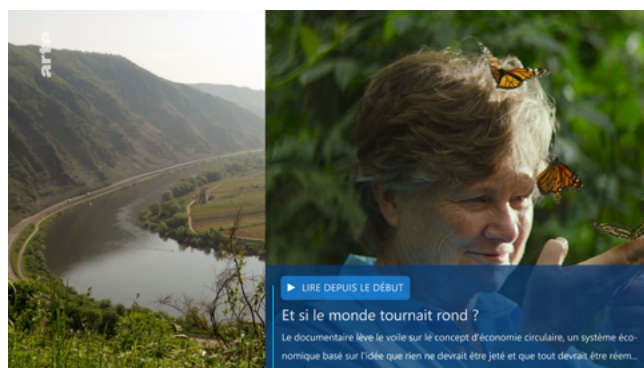 arte
LIRE DEPUIS LE DÉBUT
Et si le monde tournait rond ?
Le documentaire lève le voile sur le concept d'économie circulaire, un système éco-
nomique basé sur l'idée que rien ne devrait être jeté et que tout devrait être réem...